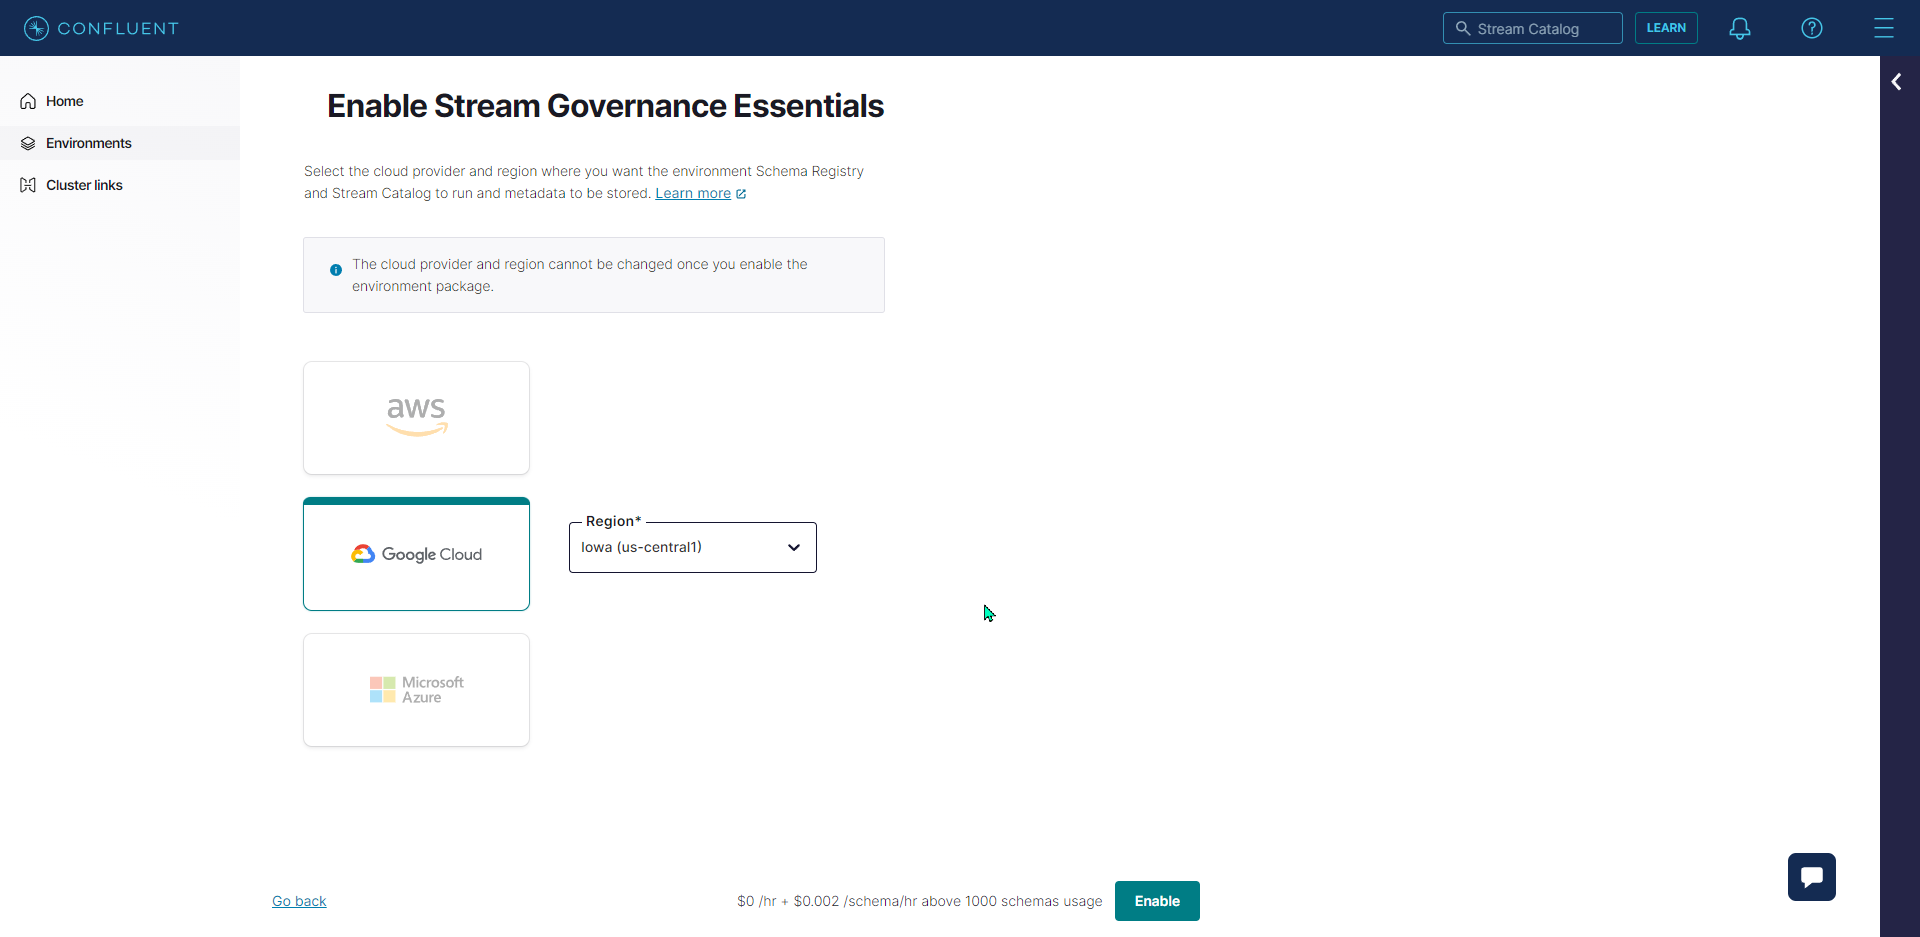 CONFLUENT
Stream Catalog
LEARN
Home
Environments
Cluster links
Enable Stream Governance Essentials
Select the cloud provider and region where you want the environment Schema Registry
and Stream Catalog to run and metadata to be stored. Learn more
The cloud provider and region cannot be changed once you enable the
environment package.
aws
Google Cloud
Region*
Iowa (us-central1)
Microsoft
Azure
Go back
$0 /hr + $0.002 /schema/hr above 1000 schemas usage
Enable